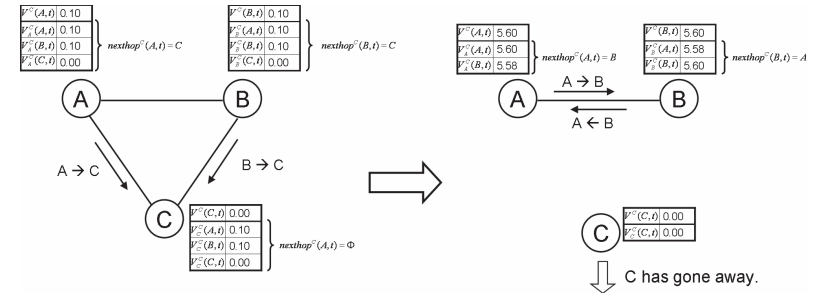 V^C(A,t) 0.10
V_A^C(A,t) 0.10
V_A^C(B,t) 0.10
V_A^C(C,t) 0.00
nexthop^C(A,t) = C
V^C(B,t) 0.10
V_B^C(A,t) 0.10
V_B^C(B,t) 0.10
V_B^C(C,t) 0.00
nexthop^C(B,t) = C
A
B
A → C
B → C
C
V^C(C,t) 0.00
V_C^C(A,t) 0.10
V_C^C(B,t) 0.10
V_C^C(C,t) 0.00
nexthop^C(A,t) = Φ
V^C(A,t) 5.60
V_A^C(A,t) 5.60
V_A^C(B,t) 5.58
nexthop^C(A,t) = B
V^C(B,t) 5.60
V_B^C(A,t) 5.58
V_B^C(B,t) 5.60
nexthop^C(B,t) = A
A → B
A
B
A ← B
C
V^C(C,t) 0.00
V_C^C(C,t) 0.00
C has gone away.